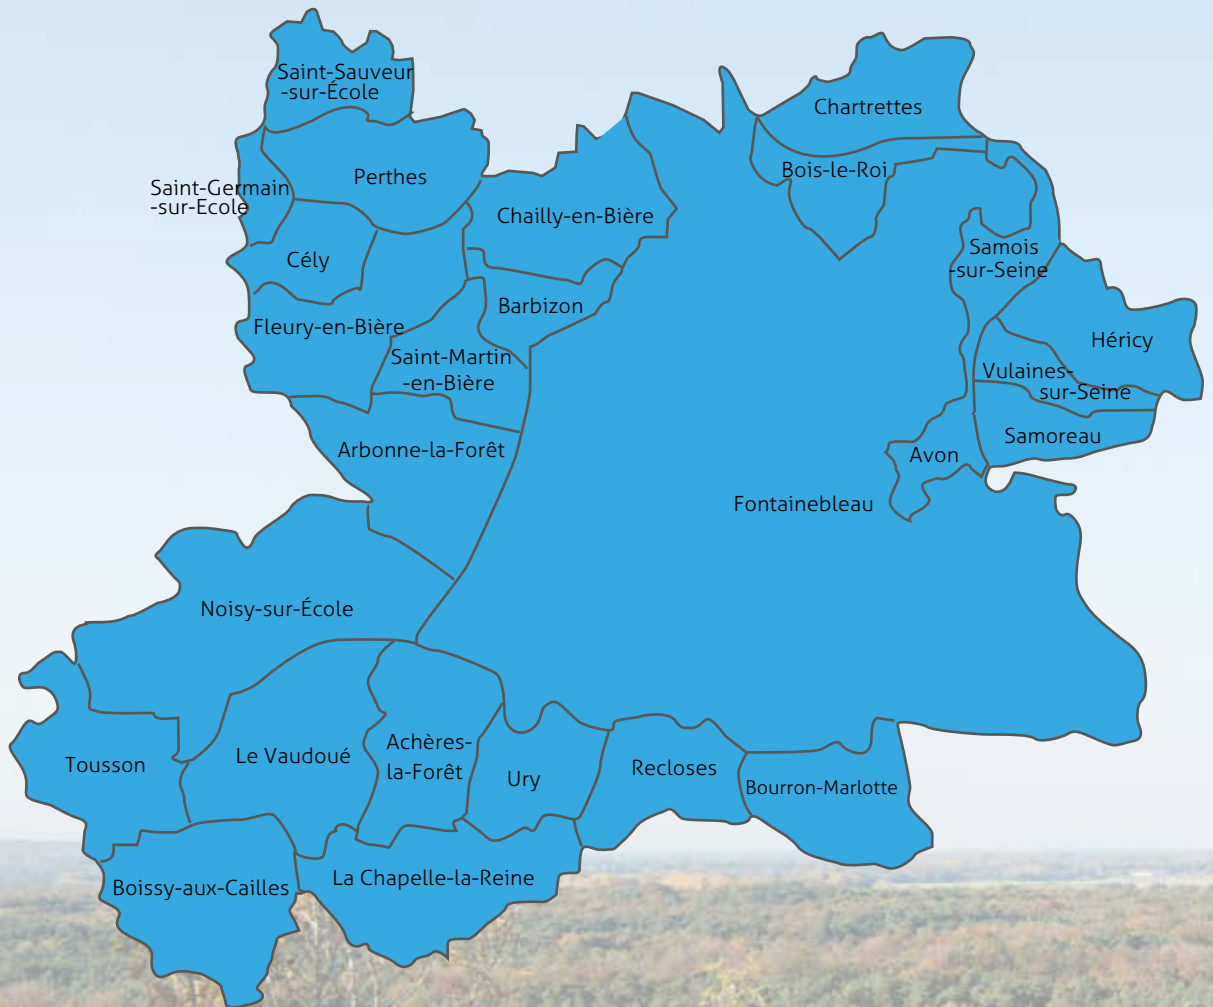 Saint-Sauveur
-sur-École
Chartrettes
Perthes
Bois-le-Roi
Saint-Germain
-sur-Ecole
Chailly-en-Bière
Cély
Samois
-sur-Seine
Barbizon
Fleury-en-Bière
Héricy
Saint-Martin
-en-Bière
Vulaines-
sur-Seine
Arbonne-la-Forêt
Samoreau
Avon
Fontainebleau
Noisy-sur-École
Tousson
Le Vaudoué
Achères-
la-Forêt
Ury
Recloses
Bourron-Marlotte
Boissy-aux-Cailles
La Chapelle-la-Reine